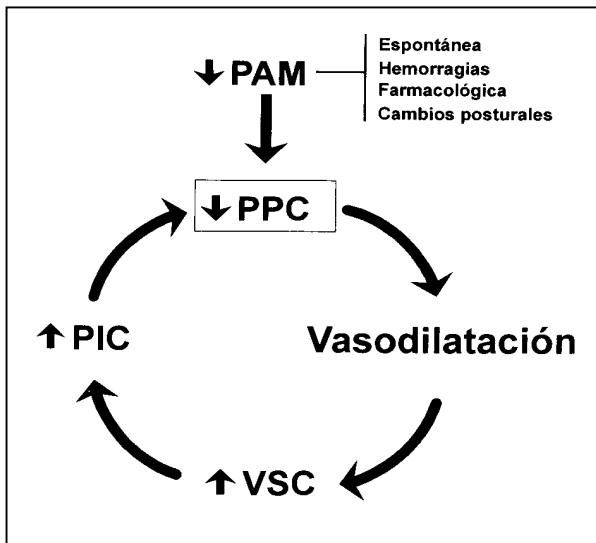 ↓ PAM
Espontánea
Hemorragias
Farmacológica
Cambios posturales
↓ PPC
↑ PIC
Vasodilatación
↑ VSC